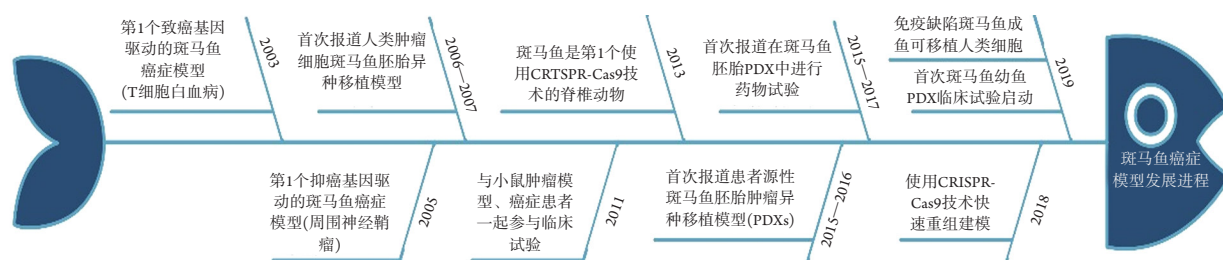 第1个致癌基因
驱动的斑马鱼
癌症模型
(T细胞白血病)
2003
首次报道人类肿瘤
细胞斑马鱼胚胎异
种移植模型
2006—2007
斑马鱼是第1个使
用CRTSPR-Cas9技
术的脊椎动物
2013
首次报道在斑马鱼
胚胎PDX中进行
药物试验
2015—2017
免疫缺陷斑马鱼成
鱼可移植人类细胞
首次斑马鱼幼鱼
PDX临床试验启动
2019
第1个抑癌基因驱
动的斑马鱼癌症
模型(周围神经鞘
瘤)
2005
与小鼠肿瘤模
型、癌症患者
一起参与临床
试验
2011
首次报道患者源性
斑马鱼胚胎肿瘤异
种移植模型(PDXs)
2015—2016
使用CRISPR-
Cas9技术快
速重组建模
2018
斑马鱼癌症
模型发展进程